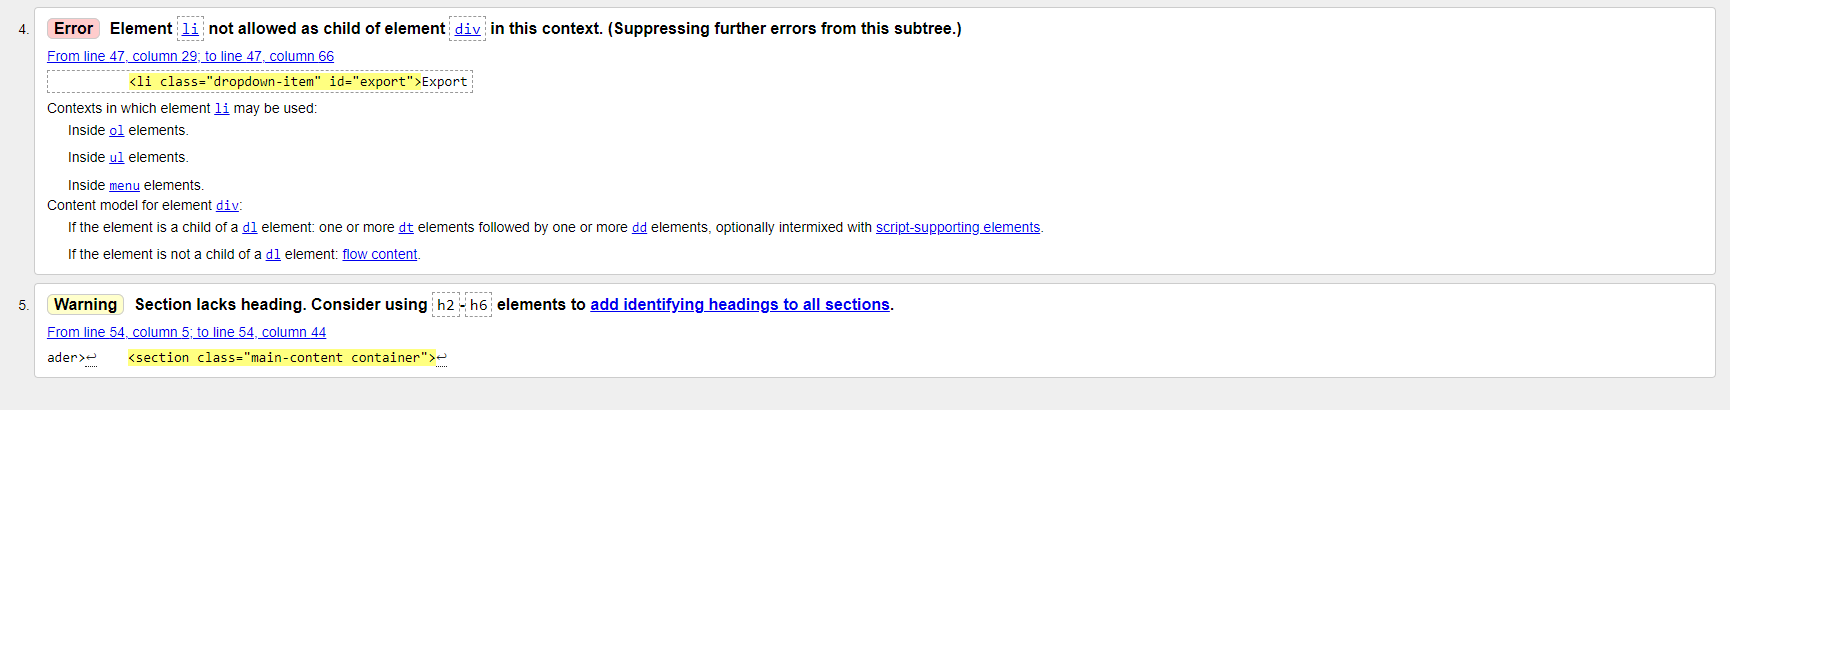 4. Error Element li not allowed as child of element div in this context. (Suppressing further errors from this subtree.)
From line 47, column 29; to line 47, column 66
<li class="dropdown-item" id="export">Export
Contexts in which element li may be used:
Inside ol elements.
Inside ul elements.
Inside menu elements.
Content model for element div:
If the element is a child of a dl element: one or more dt elements followed by one or more dd elements, optionally intermixed with script-supporting elements.
If the element is not a child of a dl element: flow content.
5. Warning Section lacks heading. Consider using h2-h6 elements to add identifying headings to all sections.
From line 54, column 5; to line 54, column 44
ader>↩ <section class="main-content container">↩